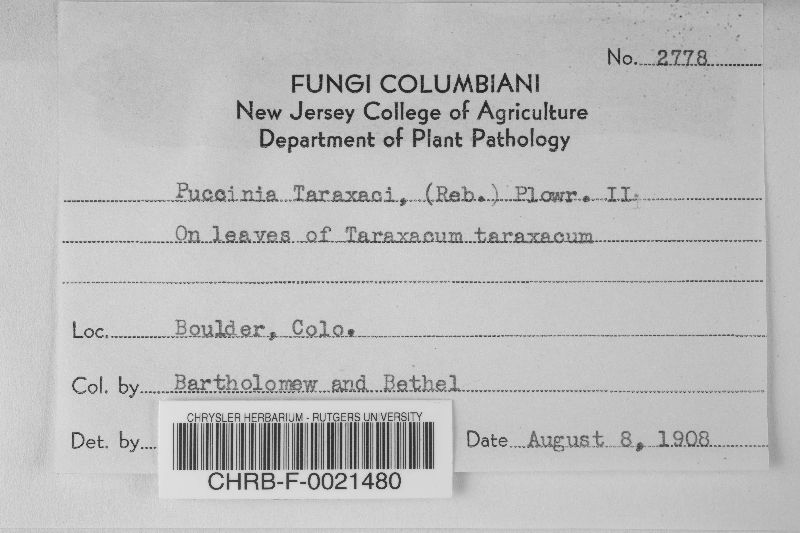 No. 2778
FUNGI COLUMBIANI
New Jersey College of Agriculture
Department of Plant Pathology
Puccinia Taraxaci, (Reb.) Plowr. II
On leaves of Taraxacum taraxacum
Loc. Boulder, Colo.
Col. by Bartholomew and Bethel
Det. by
Date August 8, 1908
CHRYSLER HERBARIUM - RUTGERS UNIVERSITY
CHRB-F-0021480